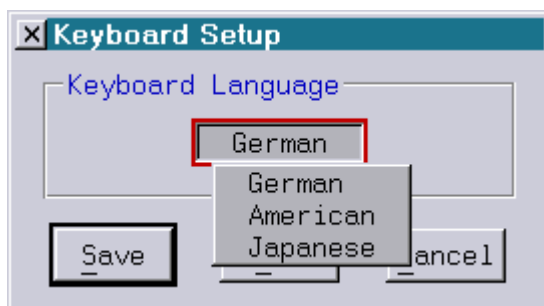 Keyboard Setup
Keyboard Language
German
German
American
Japanese
Save
ancel